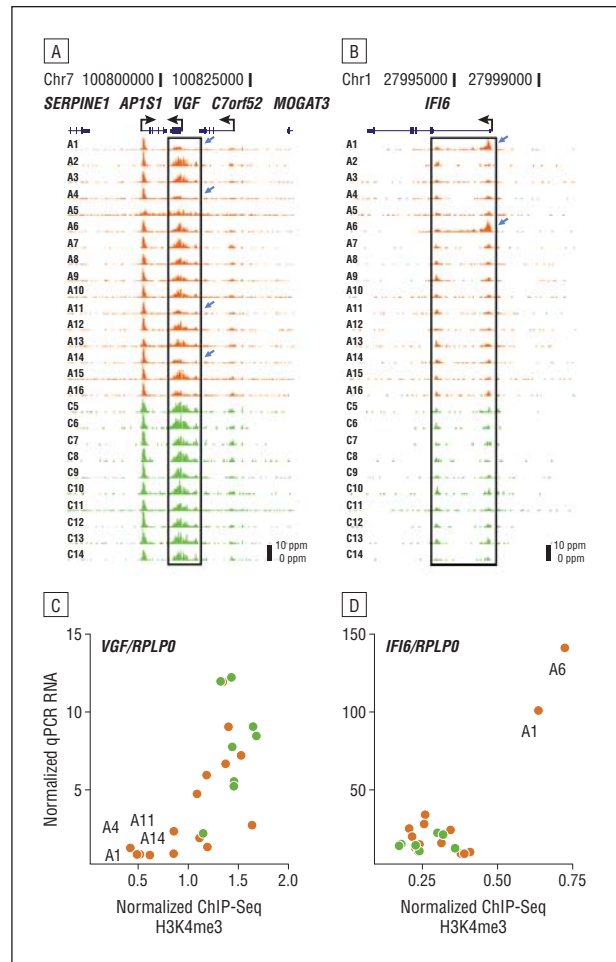 A
Chr7 100800000 100825000
SERPINE1 AP1S1 VGF C7orf52 MOGAT3
A1
A2
A3
A4
A5
A6
A7
A8
A9
A10
A11
A12
A13
A14
A15
A16
C5
C6
C7
C8
C9
C10
C11
C12
C13
C14
10 ppm
0 ppm
B
Chr1 27995000 27999000
IFI6
A1
A2
A3
A4
A5
A6
A7
A8
A9
A10
A11
A12
A13
A14
A15
A16
C5
C6
C7
C8
C9
C10
C11
C12
C13
C14
10 ppm
0 ppm
C
VGF/RPLP0
Normalized qPCR RNA
15
10
5
A4
A11
A14
A1
0.5 1.0 1.5 2.0
Normalized ChIP-Seq
H3K4me3
D
IFI6/RPLP0
150
100
50
A6
A1
0.25 0.50 0.75
Normalized ChIP-Seq
H3K4me3